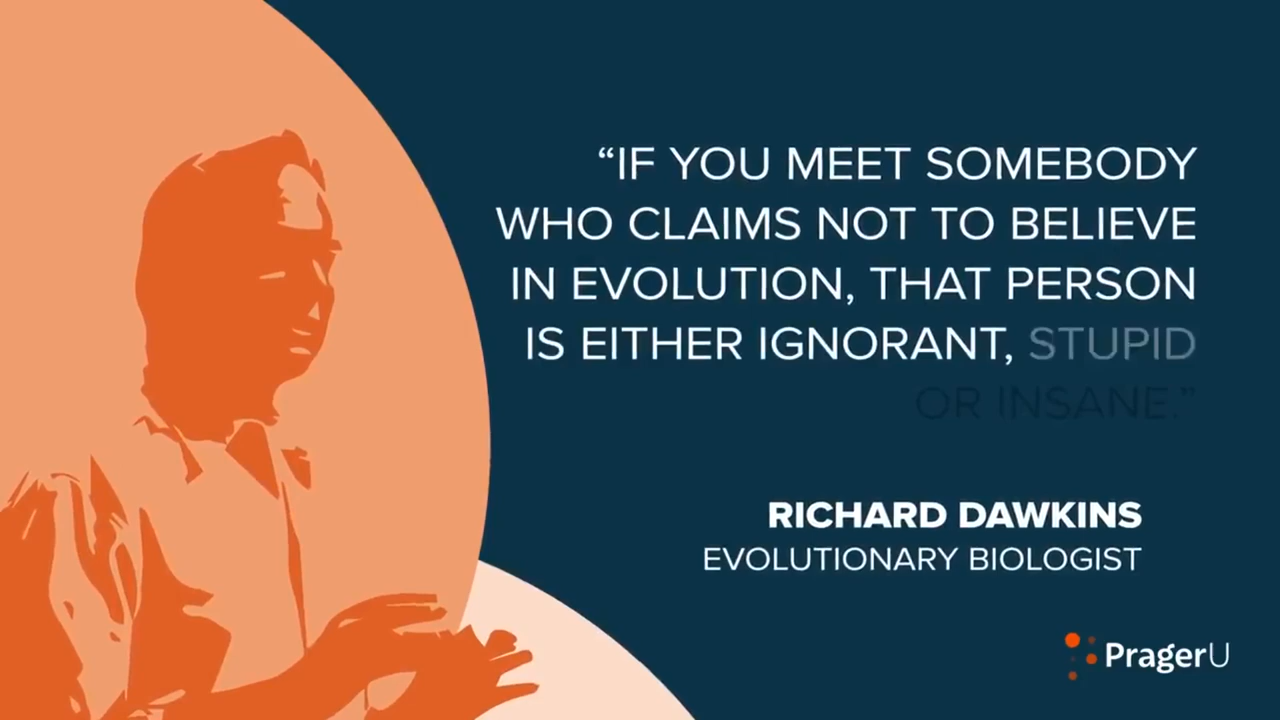 “IF YOU MEET SOMEBODY
WHO CLAIMS NOT TO BELIEVE
IN EVOLUTION, THAT PERSON
IS EITHER IGNORANT, STUPID
OR INSANE.”
RICHARD DAWKINS
EVOLUTIONARY BIOLOGIST
PragerU